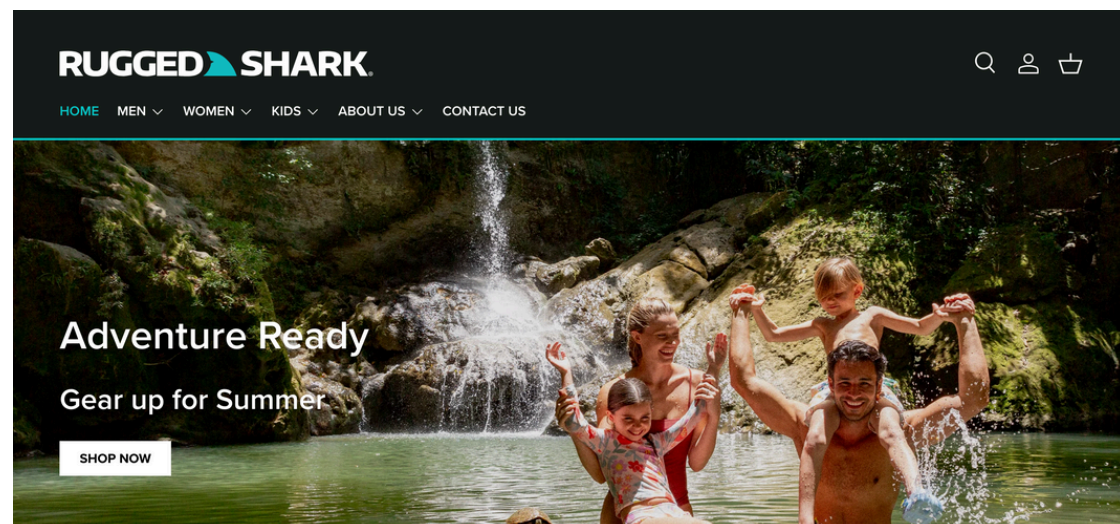 RUGGED SHARK.
HOME MEN WOMEN KIDS ABOUT US CONTACT US
Adventure Ready
Gear up for Summer
SHOP NOW